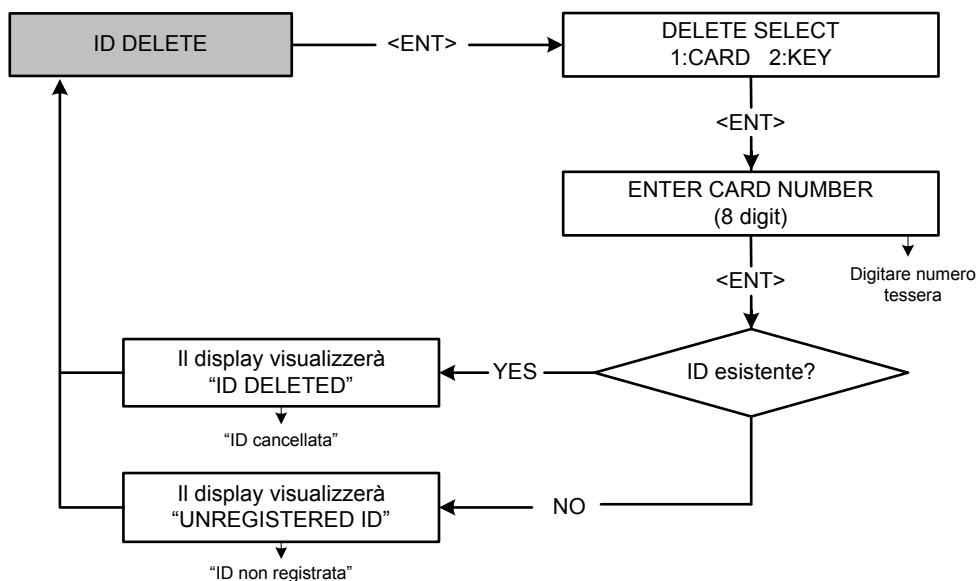 ID DELETE
<ENT>
DELETE SELECT
1:CARD 2:KEY
<ENT>
ENTER CARD NUMBER
(8 digit)
Digitare numero
tessera
<ENT>
ID esistente?
YES
Il display visualizzerà
“ID DELETED”
“ID cancellata”
NO
Il display visualizzerà
“UNREGISTERED ID”
“ID non registrata”